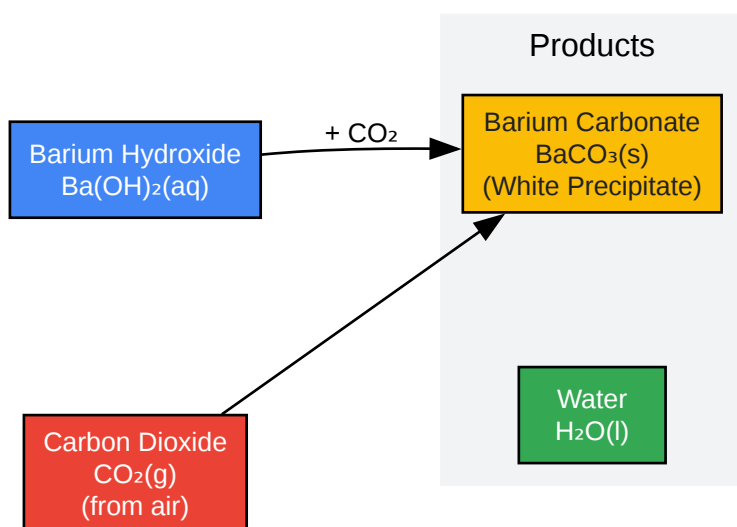 Products
Barium Hydroxide
Ba(OH)₂(aq)
+ CO₂
Barium Carbonate
BaCO₃(s)
(White Precipitate)
Carbon Dioxide
CO₂(g)
(from air)
Water
H₂O(l)